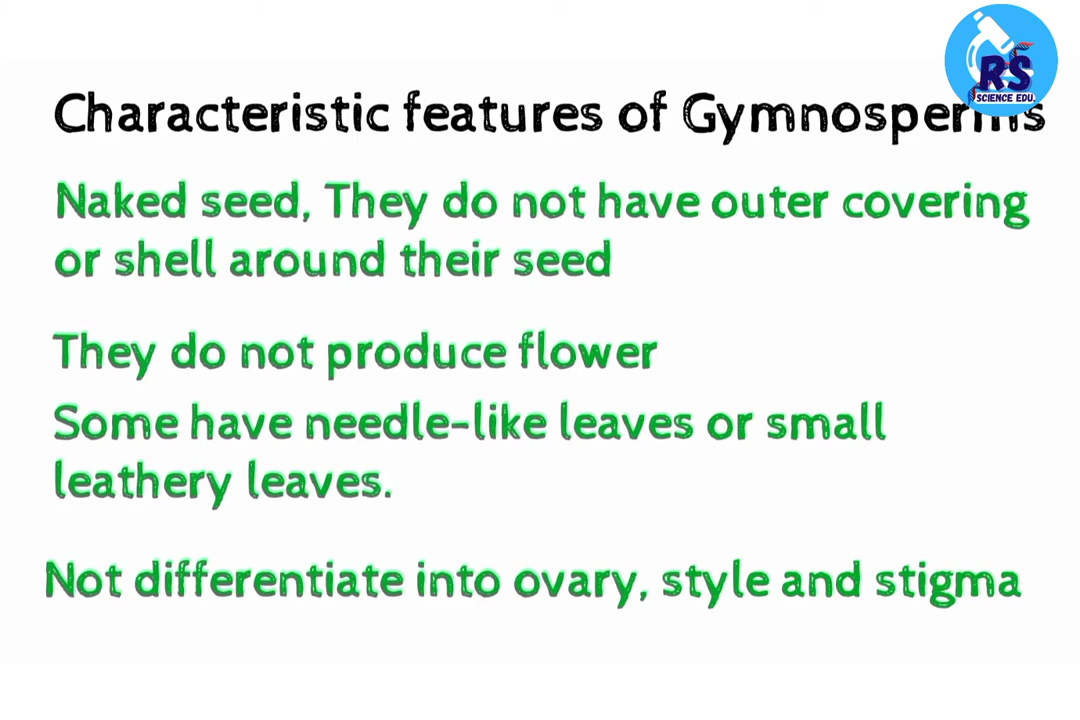 RS
SCIENCE EDU.
Characteristic features of Gymnosperms
Naked seed, They do not have outer covering
or shell around their seed
They do not produce flower
Some have needle-like leaves or small
leathery leaves.
Not differentiate into ovary, style and stigma